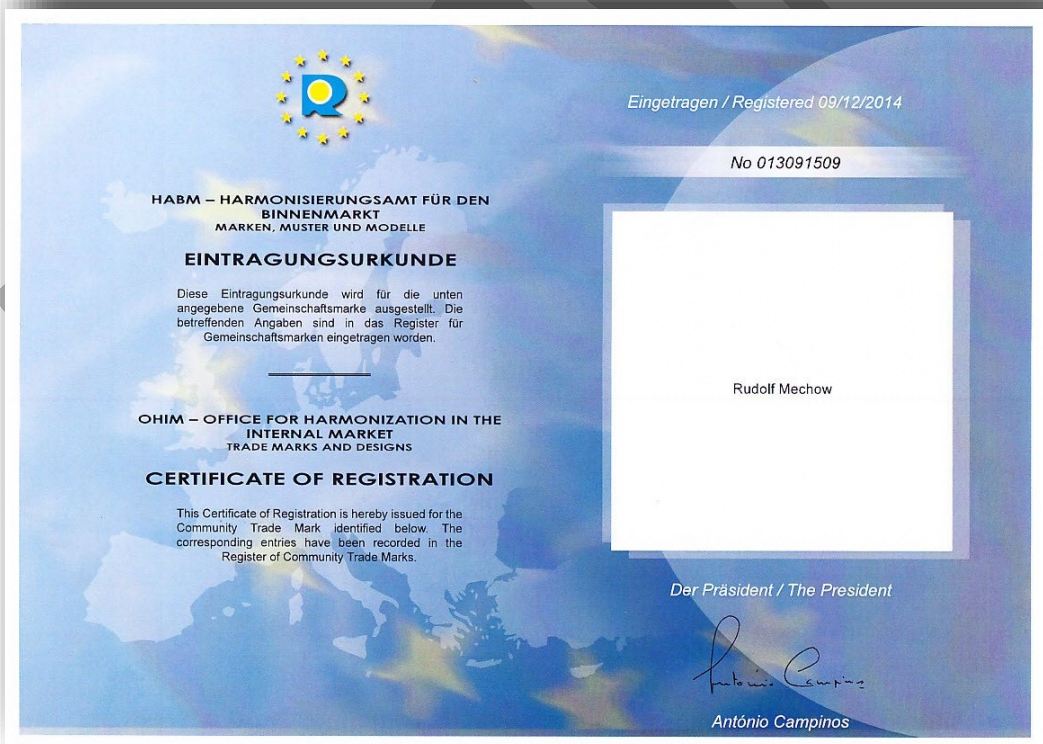 HABM – HARMONISIERUNGSAMT FÜR DEN
BINNENMARKT
MARKEN, MUSTER UND MODELLE
EINTRAGUNGSURKUNDE
Diese Eintragungsurkunde wird für die unten
angegebene Gemeinschaftsmarke ausgestellt. Die
betreffenden Angaben sind in das Register für
Gemeinschaftsmarken eingetragen worden.
OHIM – OFFICE FOR HARMONIZATION IN THE
INTERNAL MARKET
TRADE MARKS AND DESIGNS
CERTIFICATE OF REGISTRATION
This Certificate of Registration is hereby issued for the
Community Trade Mark identified below. The
corresponding entries have been recorded in the
Register of Community Trade Marks.
Eingetragen / Registered 09/12/2014
No 013091509
Rudolf Mechow
Der Präsident / The President
António Campinos
António Campinos